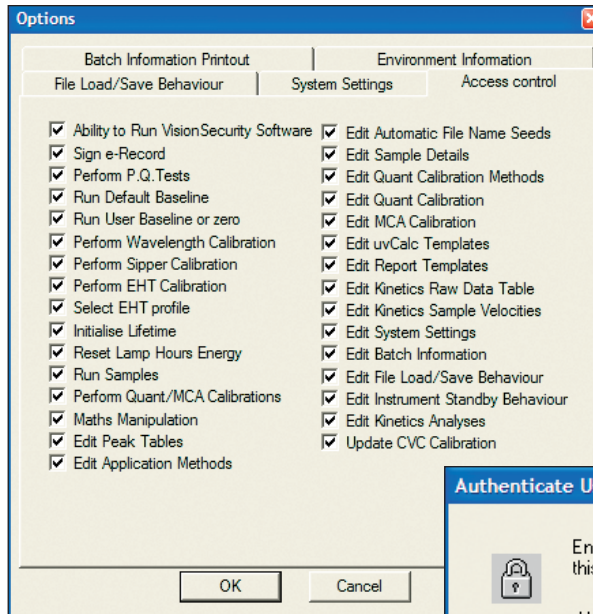 Options
Batch Information Printout
Environment Information
File Load/Save Behaviour
System Settings
Access control
Ability to Run VisionSecurity Software
Sign e-Record
Perform P.Q.Tests
Run Default Baseline
Run User Baseline or zero
Perform Wavelength Calibration
Perform Sipper Calibration
Perform EHT Calibration
Select EHT profile
Initialise Lifetime
Reset Lamp Hours Energy
Run Samples
Perform Quant/MCA Calibrations
Maths Manipulation
Edit Peak Tables
Edit Application Methods
Edit Automatic File Name Seeds
Edit Sample Details
Edit Quant Calibration Methods
Edit Quant Calibration
Edit MCA Calibration
Edit uvCalc Templates
Edit Report Templates
Edit Kinetics Raw Data Table
Edit Kinetics Sample Velocities
Edit System Settings
Edit Batch Information
Edit File Load/Save Behaviour
Edit Instrument Standby Behaviour
Edit Kinetics Analyses
Update CVC Calibration
OK
Cancel
Authenticate U
En
this